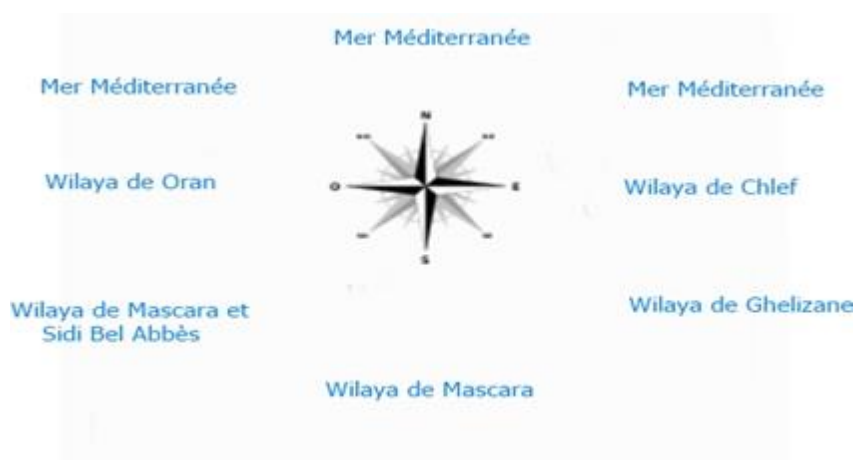 Mer Méditerranée
Mer Méditerranée
Mer Méditerranée
N
Wilaya de Oran
O
E
Wilaya de Chlef
S
Wilaya de Mascara et
Sidi Bel Abbès
Wilaya de Ghelizane
Wilaya de Mascara